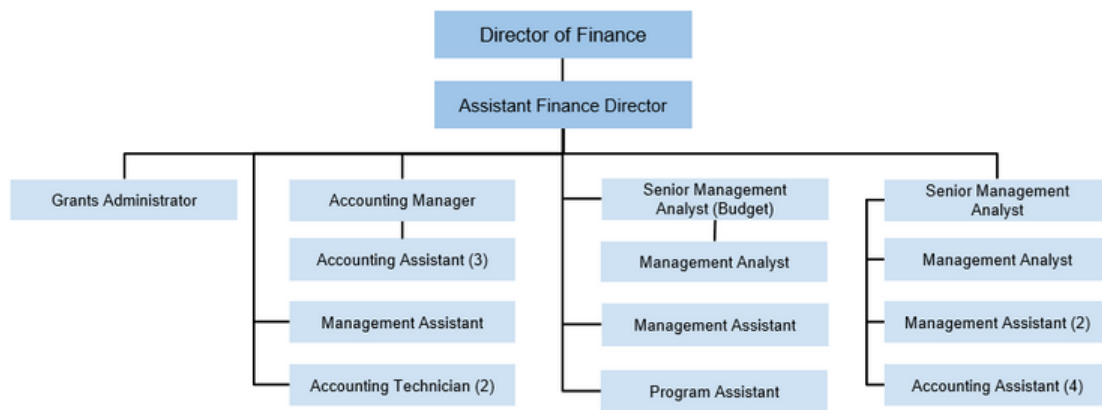 Director of Finance
Assistant Finance Director
Grants Administrator
Accounting Manager
Accounting Assistant (3)
Management Assistant
Accounting Technician (2)
Senior Management
Analyst (Budget)
Management Analyst
Management Assistant
Program Assistant
Senior Management
Analyst
Management Analyst
Management Assistant (2)
Accounting Assistant (4)